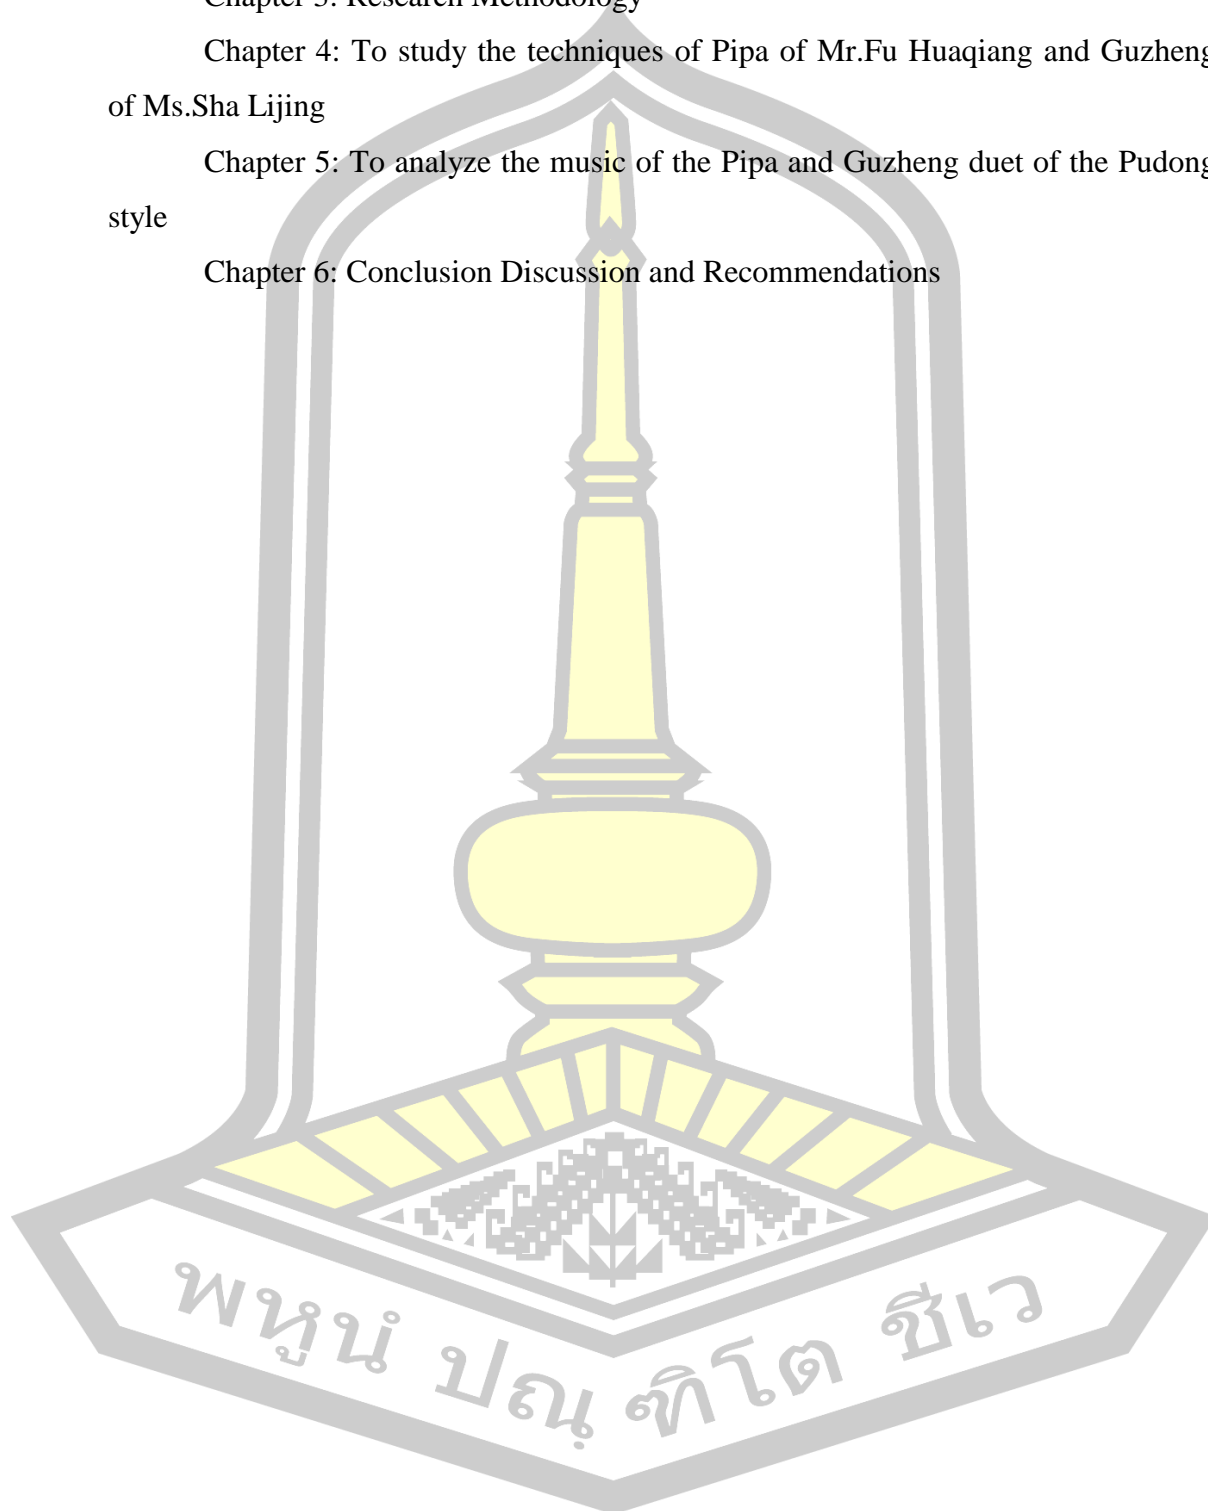 Chapter 3: Research Methodology
Chapter 4: To study the techniques of Pipa of Mr.Fu Huaqiang and Guzheng
of Ms.Sha Lijing
Chapter 5: To analyze the music of the Pipa and Guzheng duet of the Pudong
style
Chapter 6: Conclusion Discussion and Recommendations
พหูนํ ปณฺฑิโต ชีเว